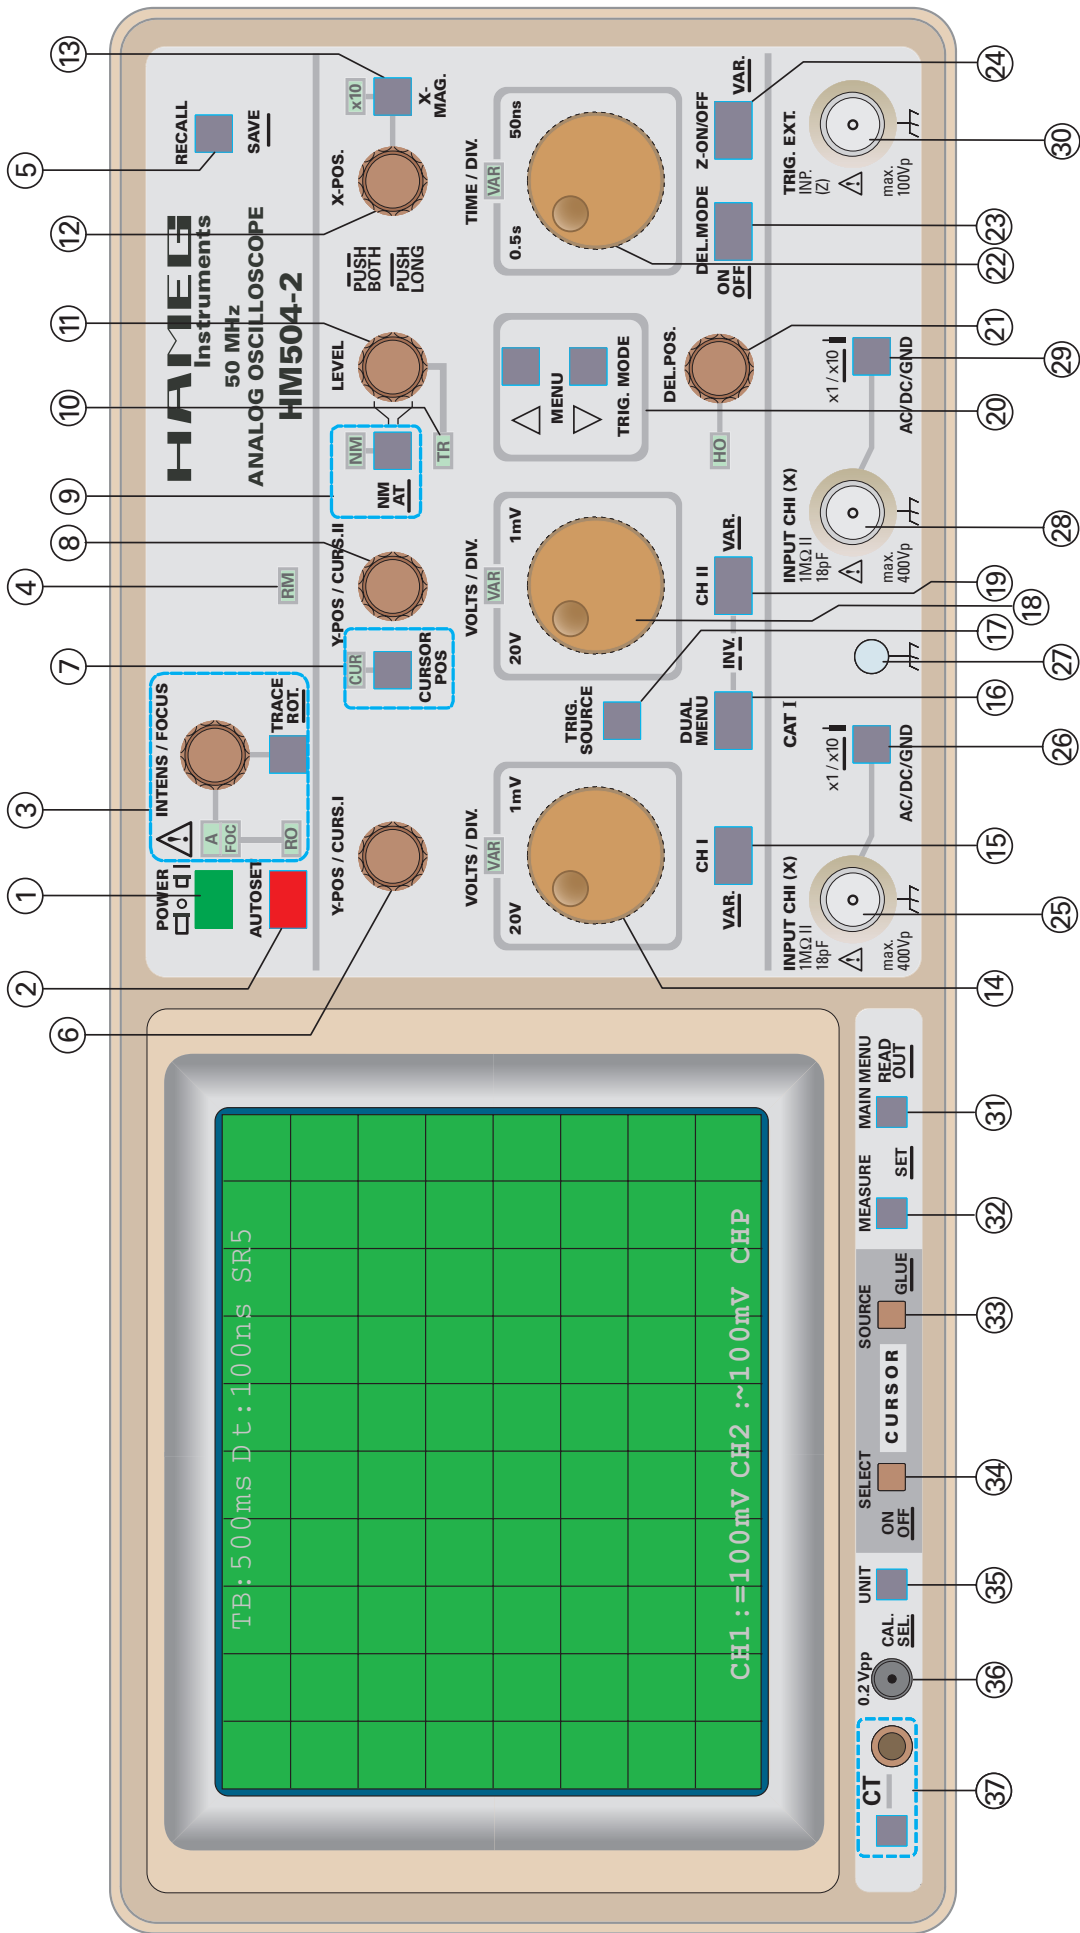 HAMEG
Instruments
50 MHz
ANALOG OSCILLOSCOPE
HM504-2
POWER
AUTOSET
INTENS / FOCUS
A
FOC
RO
TRACE
ROT.
RM
RECALL
SAVE
Y-POS / CURS.I
CUR
CURSOR
POS
Y-POS / CURS.II
NM
NM
AT
LEVEL
TR
PUSH
BOTH
PUSH
LONG
X-POS.
x10
X-
MAG.
VOLTS / DIV.
VAR
20V
1mV
CH I
VAR.
TRIG.
SOURCE
DUAL
MENU
INV.
VOLTS / DIV.
VAR
20V
1mV
CH II
VAR.
MENU
TRIG. MODE
DEL.POS.
HO
TIME / DIV.
VAR
0.5s
50ns
DEL.MODE
ON
OFF
Z-ON/OFF
VAR.
INPUT CHI (X)
1MΩ II
18pF
max.
400Vp
x1 / x10
AC/DC/GND
CAT I
INPUT CHI (X)
1MΩ II
18pF
max.
400Vp
x1 / x10
AC/DC/GND
TRIG. EXT.
INP.
(Z)
max.
100Vp
TB:500ms Dt:100ns SR5
CH1:=100mV CH2:~100mV CHP
CT
0.2 Vpp
CAL.
SEL.
UNIT
ON
OFF
SELECT
CURSOR
SOURCE
GLUE
MEASURE
SET
MAIN MENU
READ
OUT
1
2
3
4
5
6
7
8
9
10
11
12
13
14
15
16
17
18
19
20
21
22
23
24
25
26
27
28
29
30
31
32
33
34
35
36
37